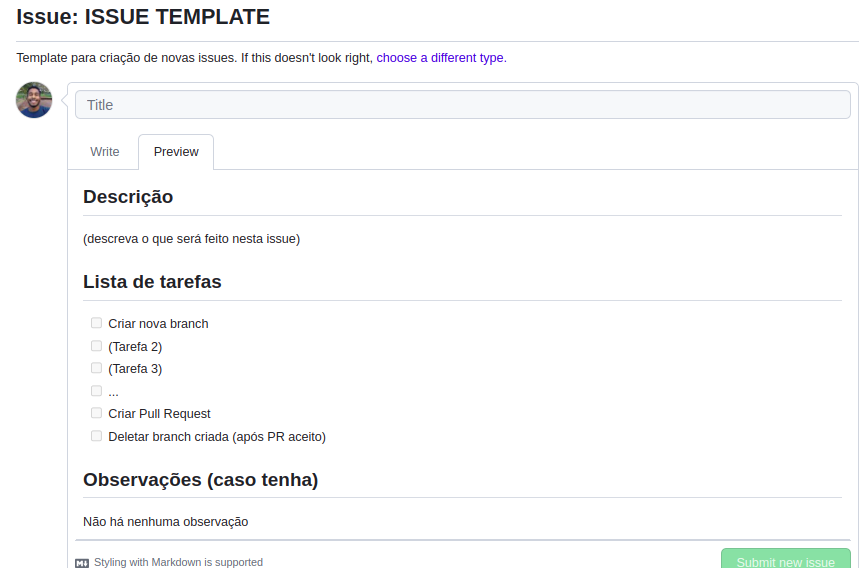 Issue: ISSUE TEMPLATE
Template para criação de novas issues. If this doesn't look right, choose a different type.
Title
Write Preview
Descrição
(descreva o que será feito nesta issue)
Lista de tarefas
Criar nova branch
(Tarefa 2)
(Tarefa 3)
...
Criar Pull Request
Deletar branch criada (após PR aceito)
Observações (caso tenha)
Não há nenhuma observação
Styling with Markdown is supported
Submit new issue